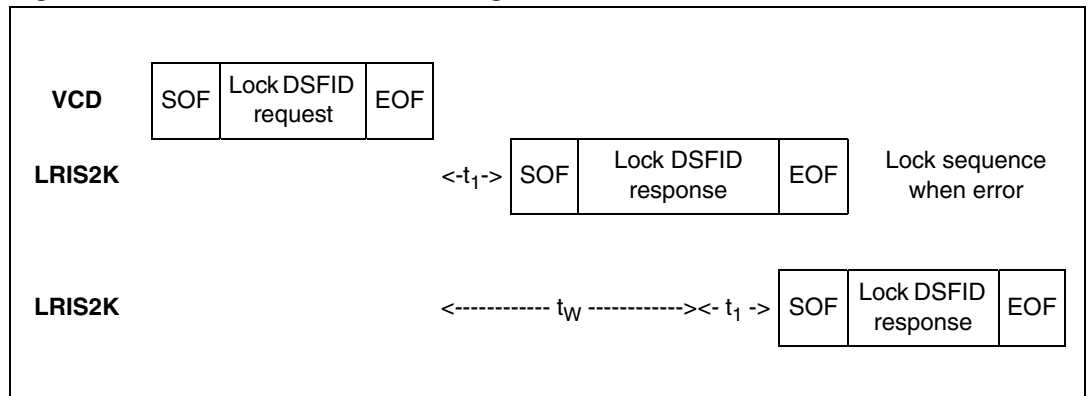 VCD SOF Lock DSFID request EOF
LRIS2K <-t1-> SOF Lock DSFID response EOF Lock sequence when error
LRIS2K <------------ tW ------------><- t1 -> SOF Lock DSFID response EOF